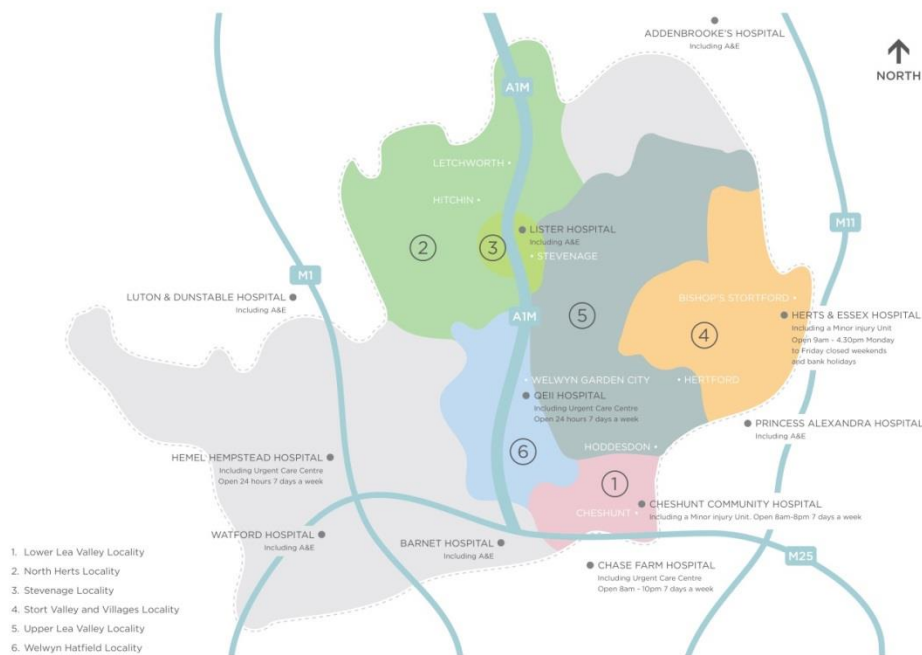 ADDENBROOKE'S HOSPITAL
Including A&E
NORTH
A1M
LETCHWORTH
HITCHIN
M11
LISTER HOSPITAL
Including A&E
2
3
STEVENAGE
M1
LUTON & DUNSTABLE HOSPITAL
Including A&E
BISHOP'S STORTFORD
A1M
5
HERTS & ESSEX HOSPITAL
Including a Minor injury Unit
Open 9am - 4.30pm Monday
to Friday closed weekends
and bank holidays
4
WELWYN GARDEN CITY
HERTFORD
QEII HOSPITAL
Including Urgent Care Centre
Open 24 hours 7 days a week
PRINCESS ALEXANDRA HOSPITAL
Including A&E
HODDESDON
6
HEMEL HEMPSTEAD HOSPITAL
Including Urgent Care Centre
Open 24 hours 7 days a week
1
CHESHUNT COMMUNITY HOSPITAL
Including a Minor injury Unit. Open 8am-8pm 7 days a week
CHESHUNT
WATFORD HOSPITAL
Including A&E
BARNET HOSPITAL
Including A&E
M25
CHASE FARM HOSPITAL
Including Urgent Care Centre
Open 8am - 10pm 7 days a week
1. Lower Lea Valley Locality
2. North Herts Locality
3. Stevenage Locality
4. Stort Valley and Villages Locality
5. Upper Lea Valley Locality
6. Welwyn Hatfield Locality